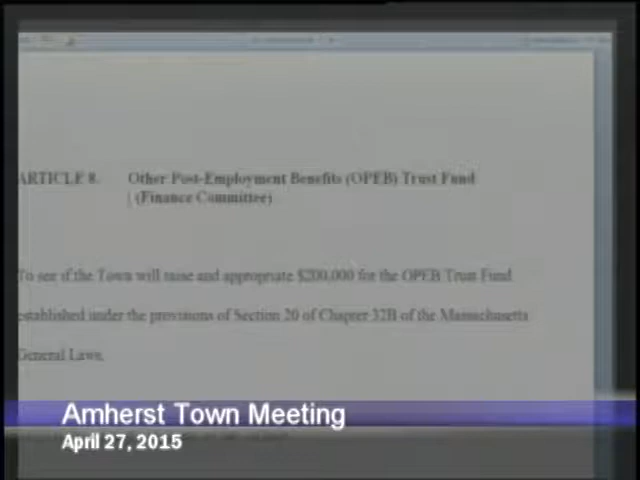 ARTICLE 8. Other Post-Employment Benefits (OPEB) Trust Fund
(Finance Committee)
To see if the Town will raise and appropriate $200,000 for the OPEB Trust Fund
established under the provisions of Section 20 of Chapter 32B of the Massachusetts
General Laws.
Amherst Town Meeting
April 27, 2015